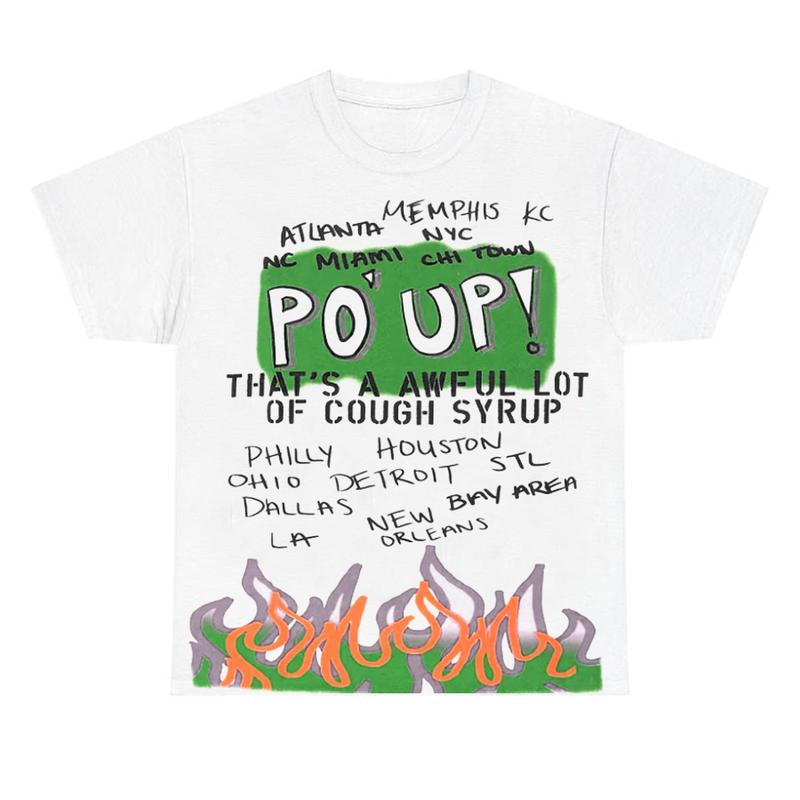 MEMPHIS KC
ATLANTA NYC
NC MIAMI CHI TOWN
PO' UP!
THAT'S A AWFUL LOT
OF COUGH SYRUP
PHILLY HOUSTON
OHIO DETROIT STL
DALLAS BAY AREA
NEW
LA ORLEANS